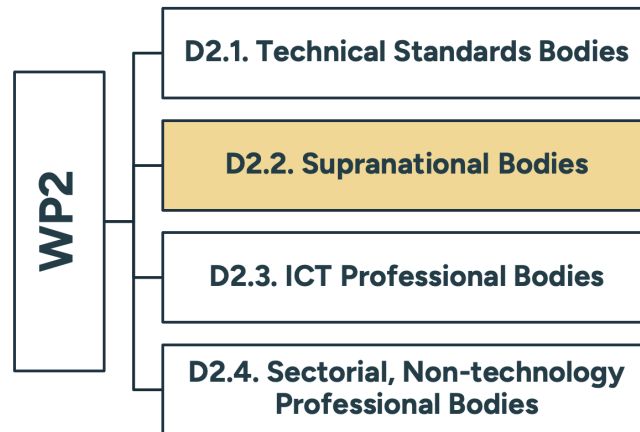 WP2
D2.1. Technical Standards Bodies
D2.2. Supranational Bodies
D2.3. ICT Professional Bodies
D2.4. Sectorial, Non-technology
Professional Bodies